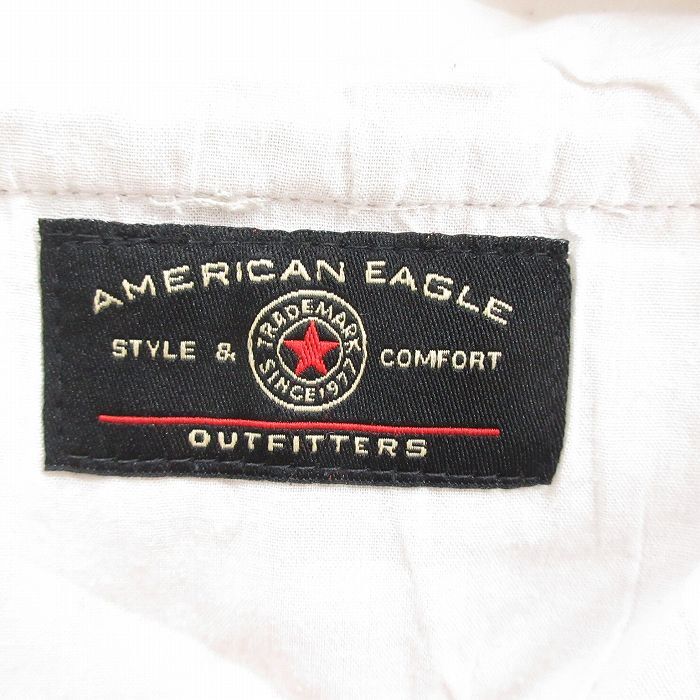 AMERICAN EAGLE
TRADEMARK
STYLE & COMFORT
SINCE 1977
OUTFITTERS